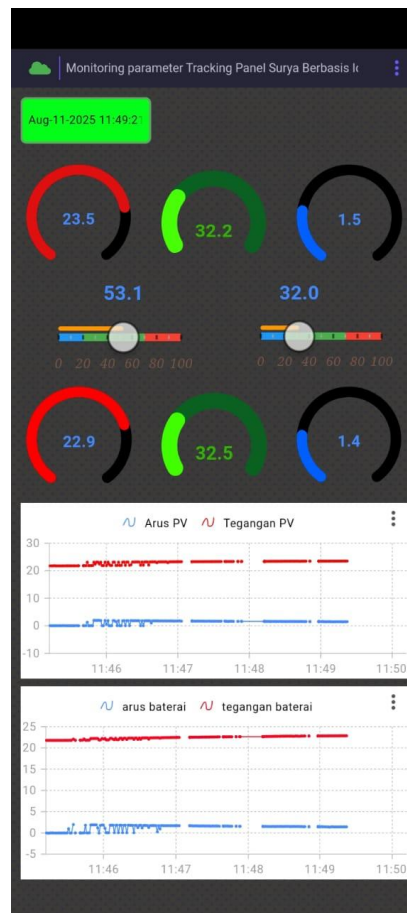 Monitoring parameter Tracking Panel Surya Berbasis Io
Aug-11-2025 11:49:21
23.5
32.2
1.5
53.1
32.0
0 20 40 60 80 100
0 20 40 60 80 100
22.9
32.5
1.4
Arus PV Tegangan PV
30
20
10
0
-10
11:46 11:47 11:48 11:49 11:50
arus baterai tegangan baterai
25
20
15
10
5
0
-5
11:46 11:47 11:48 11:49 11:50